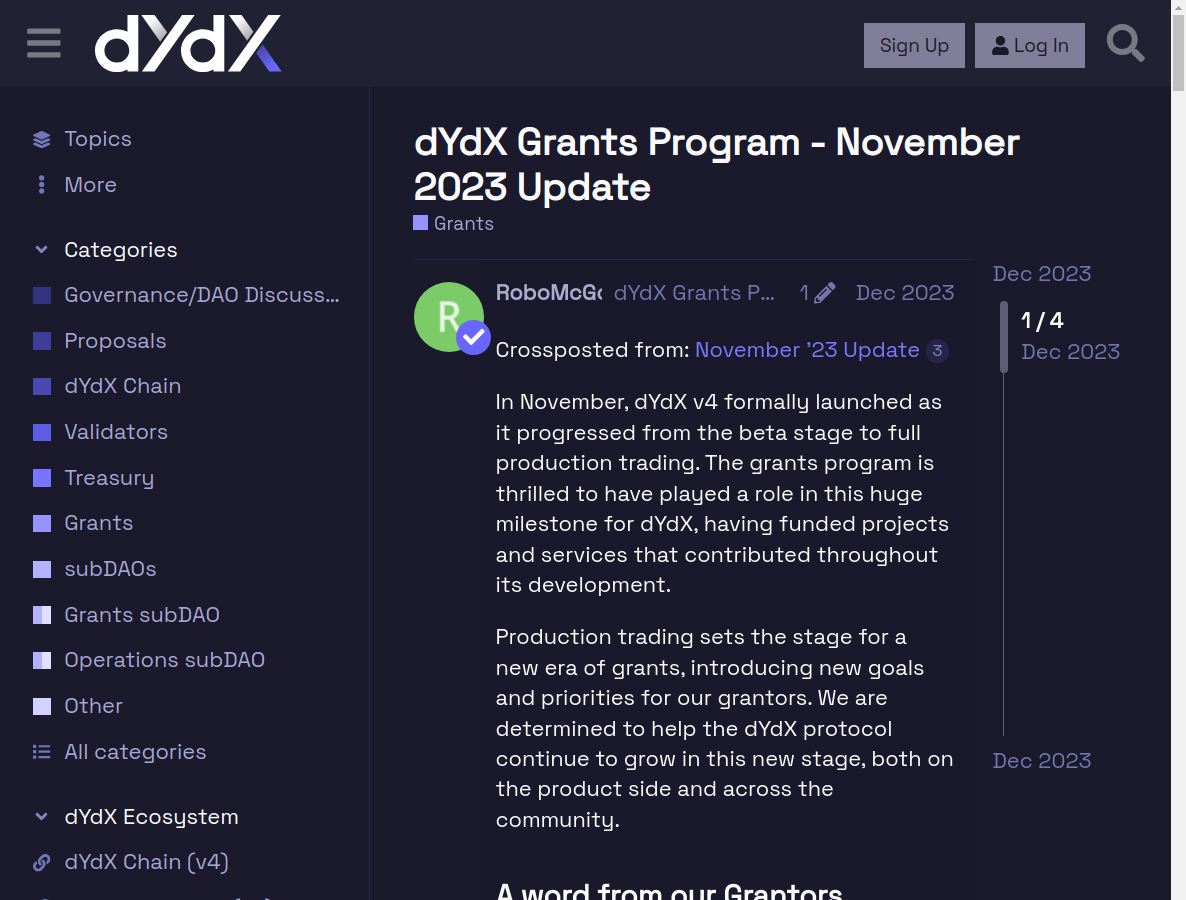 dYdX
Sign Up
Log In
Topics
More
Categories
Governance/DAO Discuss...
Proposals
dYdX Chain
Validators
Treasury
Grants
subDAOs
Grants subDAO
Operations subDAO
Other
All categories
dYdX Ecosystem
dYdX Chain (v4)
dYdX Grants Program - November
2023 Update
Grants
R
RoboMcGo dYdX Grants P... 1 Dec 2023
Crossposted from: November ’23 Update 3
In November, dYdX v4 formally launched as
it progressed from the beta stage to full
production trading. The grants program is
thrilled to have played a role in this huge
milestone for dYdX, having funded projects
and services that contributed throughout
its development.
Production trading sets the stage for a
new era of grants, introducing new goals
and priorities for our grantors. We are
determined to help the dYdX protocol
continue to grow in this new stage, both on
the product side and across the
community.
A word from our Grantors
Dec 2023
1 / 4
Dec 2023
Dec 2023